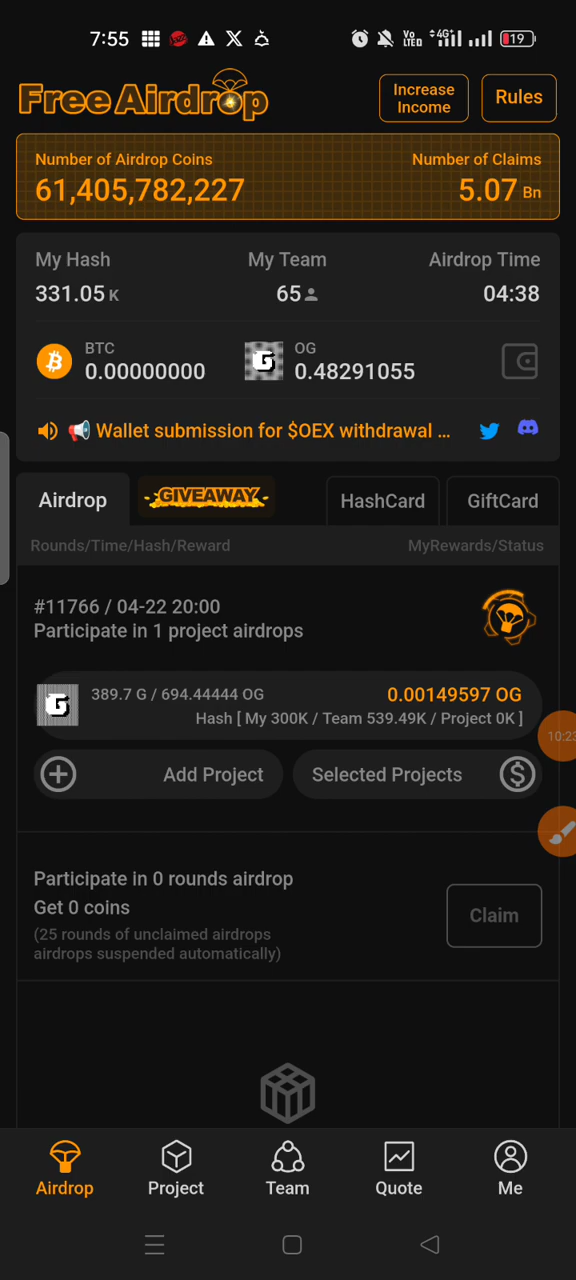 7:55 X Vo LTED 4G 19
Free Airdrop
Increase Income
Rules
Number of Airdrop Coins Number of Claims
61,405,782,227 5.07 Bn
My Hash My Team Airdrop Time
331.05 K 65 04:38
BTC OG
0.00000000 0.48291055
Wallet submission for $OEX withdrawal ...
Airdrop GIVEAWAY HashCard GiftCard
Rounds/Time/Hash/Reward MyRewards/Status
#11766 / 04-22 20:00
Participate in 1 project airdrops
389.7 G / 694.44444 OG 0.00149597 OG
Hash [ My 300K / Team 539.49K / Project 0K ]
10:23
Add Project Selected Projects
Participate in 0 rounds airdrop
Get 0 coins
Claim
(25 rounds of unclaimed airdrops
airdrops suspended automatically)
Airdrop Project Team Quote Me